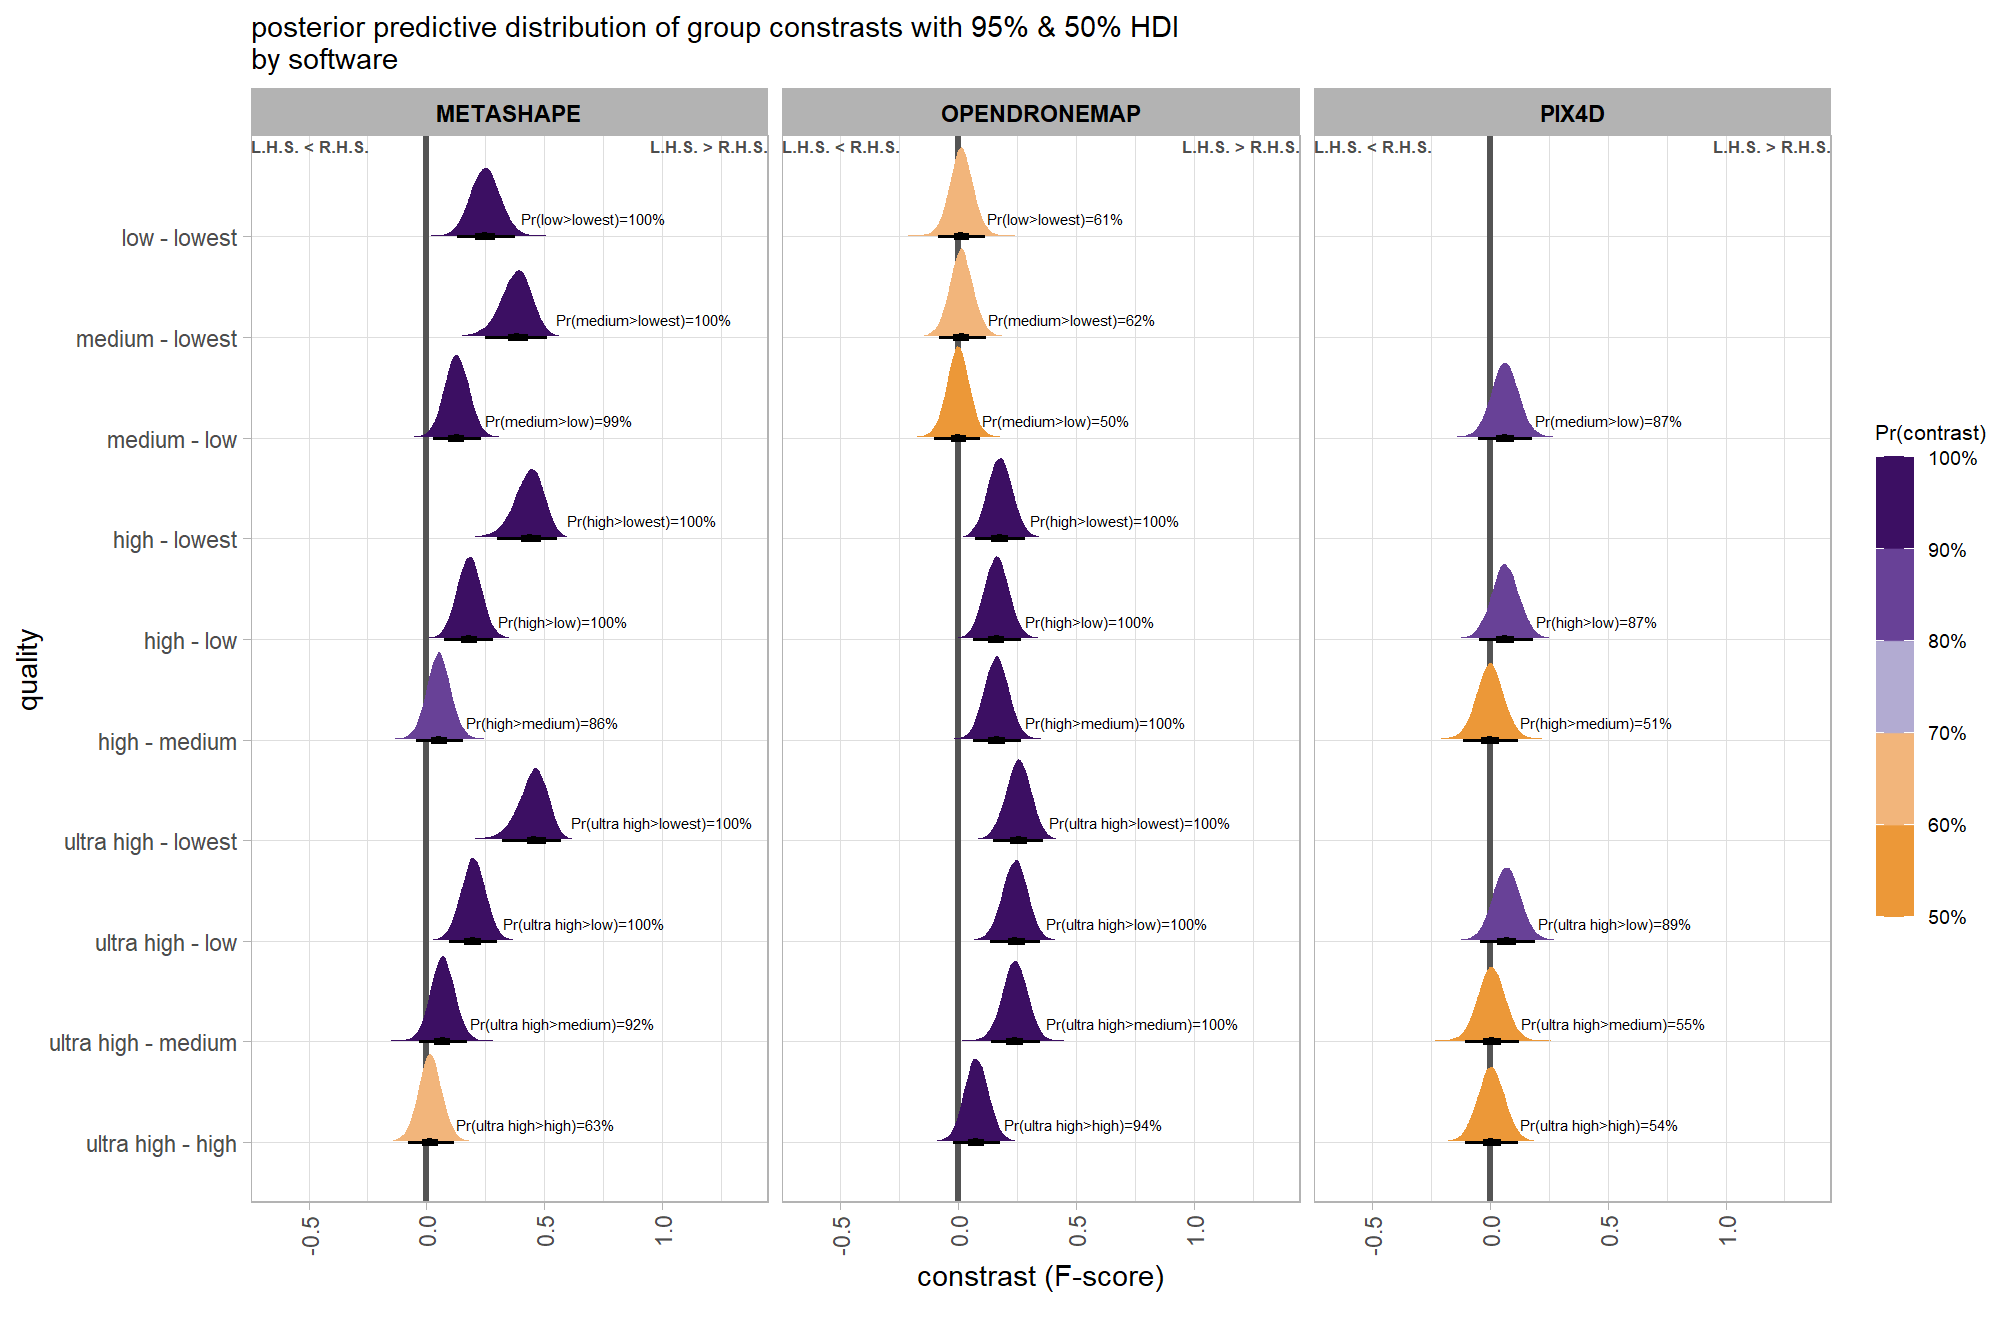 posterior predictive distribution of group constrasts with 95% & 50% HDI
by software
METASHAPE
OPENDRONEMAP
PIX4D
L.H.S. < R.H.S.
L.H.S. > R.H.S.
L.H.S. < R.H.S.
L.H.S. > R.H.S.
L.H.S. < R.H.S.
L.H.S. > R.H.S.
quality
low - lowest
Pr(low>lowest)=100%
Pr(low>lowest)=61%
medium - lowest
Pr(medium>lowest)=100%
Pr(medium>lowest)=62%
medium - low
Pr(medium>low)=99%
Pr(medium>low)=50%
Pr(medium>low)=87%
high - lowest
Pr(high>lowest)=100%
Pr(high>lowest)=100%
high - low
Pr(high>low)=100%
Pr(high>low)=100%
Pr(high>low)=87%
high - medium
Pr(high>medium)=86%
Pr(high>medium)=100%
Pr(high>medium)=51%
ultra high - lowest
Pr(ultra high>lowest)=100%
Pr(ultra high>lowest)=100%
ultra high - low
Pr(ultra high>low)=100%
Pr(ultra high>low)=100%
Pr(ultra high>low)=89%
ultra high - medium
Pr(ultra high>medium)=92%
Pr(ultra high>medium)=100%
Pr(ultra high>medium)=55%
ultra high - high
Pr(ultra high>high)=63%
Pr(ultra high>high)=94%
Pr(ultra high>high)=54%
-0.5
0.0
0.5
1.0
-0.5
0.0
0.5
1.0
-0.5
0.0
0.5
1.0
constrast (F-score)
Pr(contrast)
100%
90%
80%
70%
60%
50%